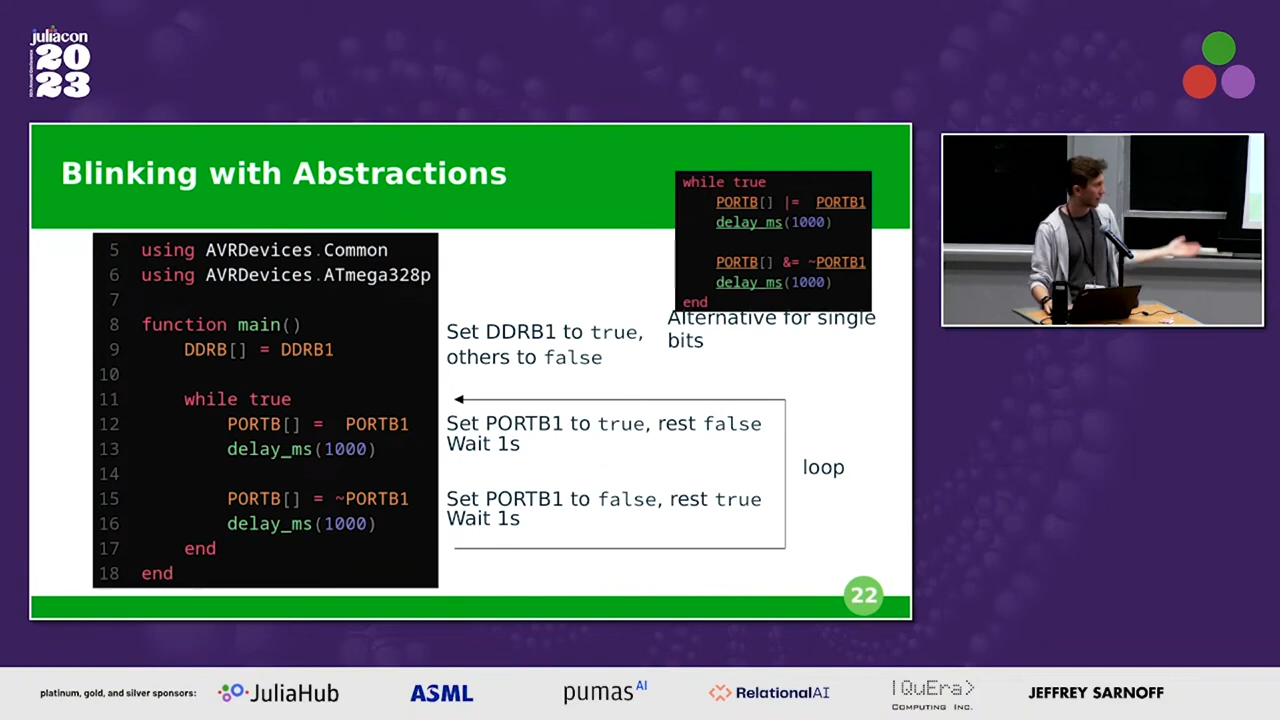 juliacon
20
23
Blinking with Abstractions
while true
PORTB[] |= PORTB1
delay_ms(1000)
PORTB[] &= ~PORTB1
delay_ms(1000)
end
Alternative for single
bits
5 using AVRDevices.Common
6 using AVRDevices.ATmega328p
7
8 function main()
9 DDRB[] = DDRB1
10
11 while true
12 PORTB[] = PORTB1
13 delay_ms(1000)
14
15 PORTB[] = ~PORTB1
16 delay_ms(1000)
17 end
18 end
Set DDRB1 to true,
others to false
Set PORTB1 to true, rest false
Wait 1s
Set PORTB1 to false, rest true
Wait 1s
loop
22
platinum, gold, and silver sponsors:
JuliaHub
ASML
pumasAI
RelationalAI
|QuEra>
COMPUTING INC.
JEFFREY SARNOFF